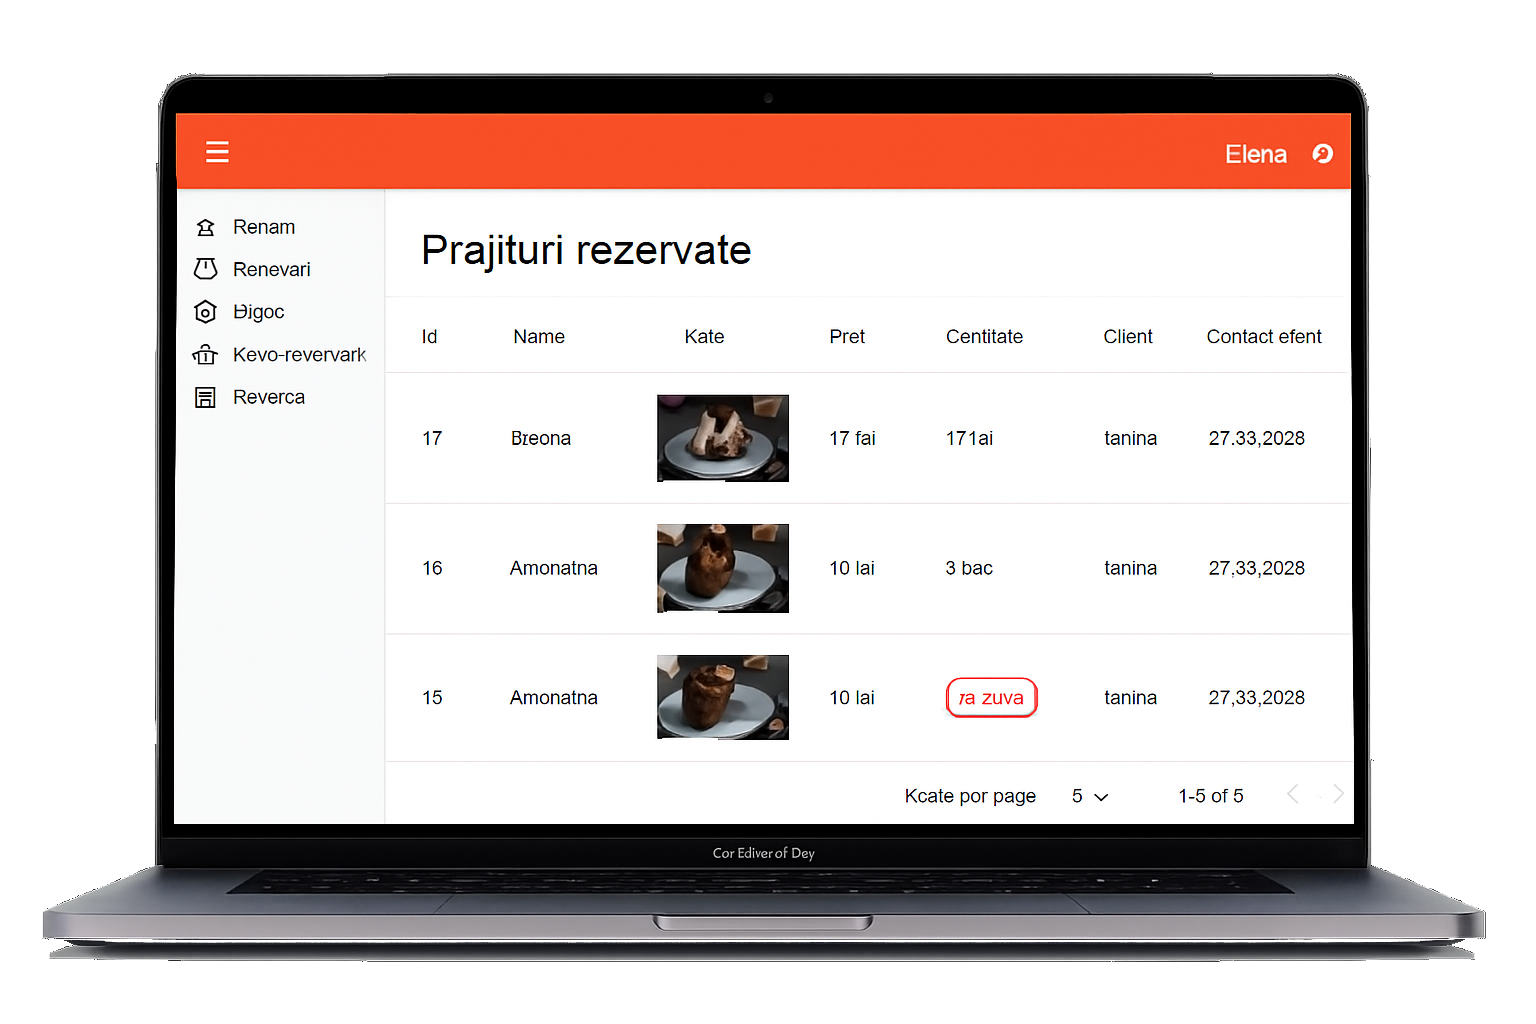 Elena
Renam
Renevari
Digoc
Kevo-revervark
Reverca
Prajituri rezervate
Id Name Kate Pret Centitate Client Contact efent
17 Breona 17 fai 171ai tanina 27.33,2028
16 Amonatna 10 lai 3 bac tanina 27,33,2028
15 Amonatna 10 lai ra zuva tanina 27,33,2028
Kcate por page 5 1-5 of 5
Cor Ediver of Dey